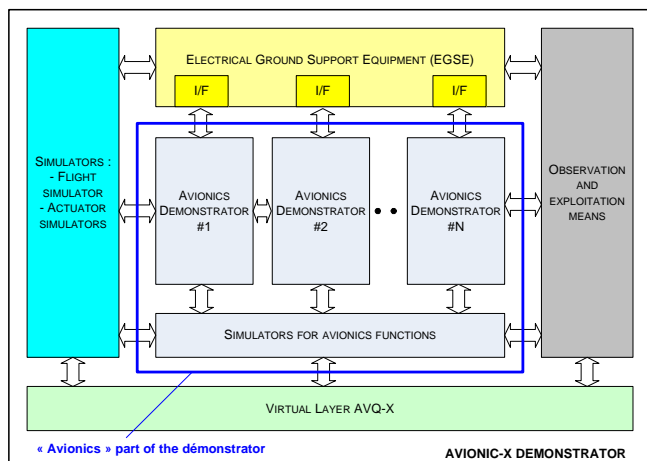 ELECTRICAL GROUND SUPPORT EQUIPMENT (EGSE)
I/F
I/F
I/F
SIMULATORS :
- FLIGHT
SIMULATOR
- ACTUATOR
SIMULATORS
AVIONICS
DEMONSTRATOR
#1
AVIONICS
DEMONSTRATOR
#2
AVIONICS
DEMONSTRATOR
#N
OBSERVATION
AND
EXPLOITATION
MEANS
SIMULATORS FOR AVIONICS FUNCTIONS
VIRTUAL LAYER AVQ-X
« Avionics » part of the démonstrator
AVIONIC-X DEMONSTRATOR